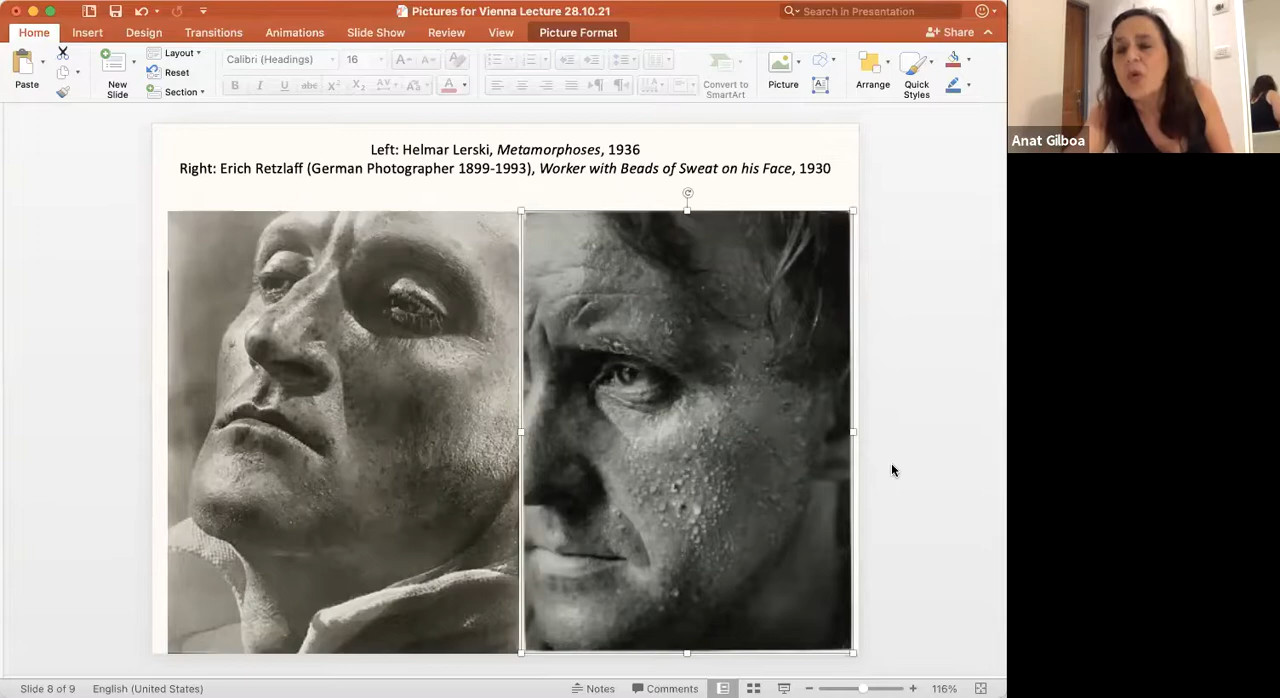 Pictures for Vienna Lecture 28.10.21
Search in Presentation
Home Insert Design Transitions Animations Slide Show Review View Picture Format Share
Paste
New Slide
Layout
Reset
Section
Calibri (Headings) 16
Convert to SmartArt
Picture
Arrange
Quick Styles
Anat Gilboa
Left: Helmar Lerski, Metamorphoses, 1936
Right: Erich Retzlaff (German Photographer 1899-1993), Worker with Beads of Sweat on his Face, 1930
Slide 8 of 9 English (United States) Notes Comments 116%